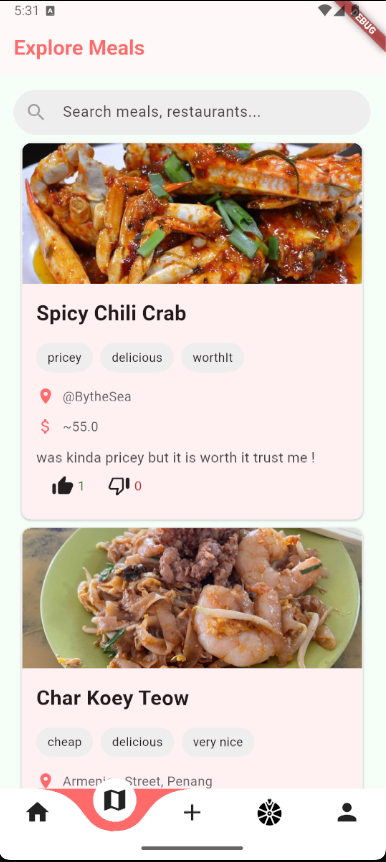 5:31 A
DEBUG
Explore Meals
Search meals, restaurants...
Spicy Chili Crab
pricey delicious worthIt
@BytheSea
$ ~55.0
was kinda pricey but it is worth it trust me !
1 0
Char Koey Teow
cheap delicious very nice
Armenian Street, Penang